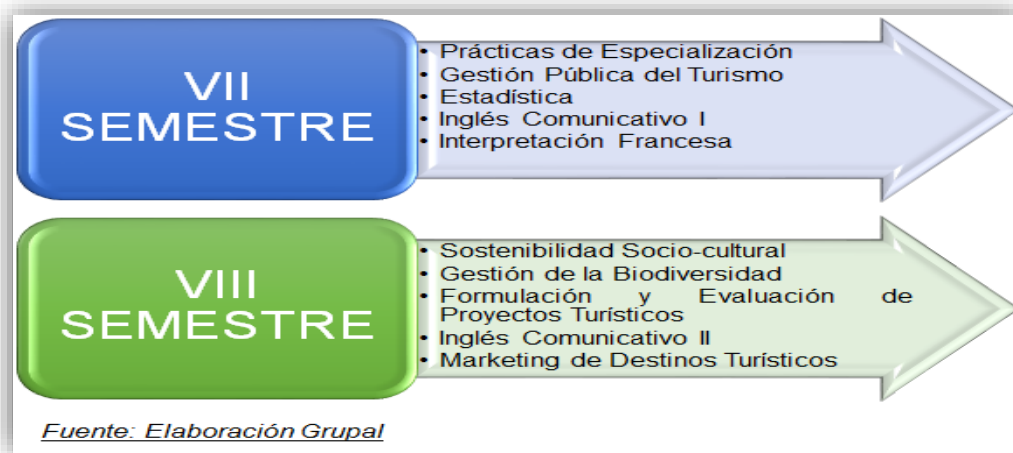 VII
SEMESTRE
• Prácticas de Especialización
• Gestión Pública del Turismo
• Estadística
• Inglés Comunicativo I
• Interpretación Francesa
VIII
SEMESTRE
• Sostenibilidad Socio-cultural
• Gestión de la Biodiversidad
• Formulación y Evaluación de
Proyectos Turísticos
• Inglés Comunicativo II
• Marketing de Destinos Turísticos
Fuente: Elaboración Grupal